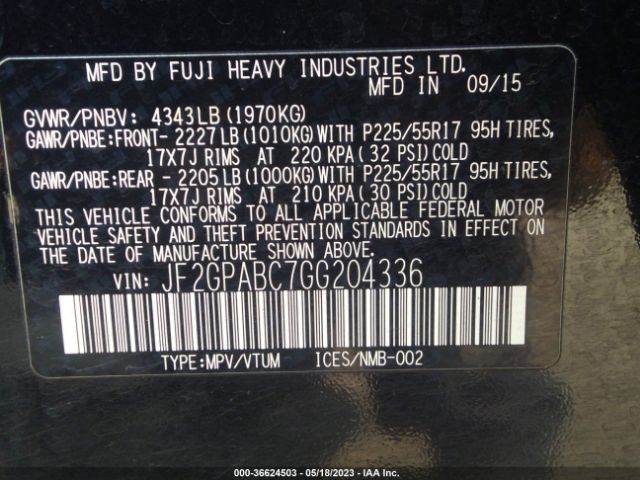 MFD BY FUJI HEAVY INDUSTRIES LTD.
MFD IN 09/15
GVWR/PNBV: 4343LB (1970KG)
GAWR/PNBE:FRONT- 2227LB (1010KG) WITH P225/55R17 95H TIRES,
17X7J RIMS AT 220 KPA( 32 PSI) COLD
GAWR/PNBE:REAR - 2205LB (1000KG) WITH P225/55R17 95H TIRES,
17X7J RIMS AT 210 KPA( 30 PSI) COLD
THIS VEHICLE CONFORMS TO ALL APPLICABLE FEDERAL MOTOR
VEHICLE SAFETY AND THEFT PREVENTION STANDARDS IN EFFECT ON
THE DATE OF MANUFACTURE SHOWN ABOVE.
VIN: JF2GPABC7GG204336
TYPE:MPV/VTUM ICES/NMB-002
000-36624503 - 05/18/2023 - IAA Inc.